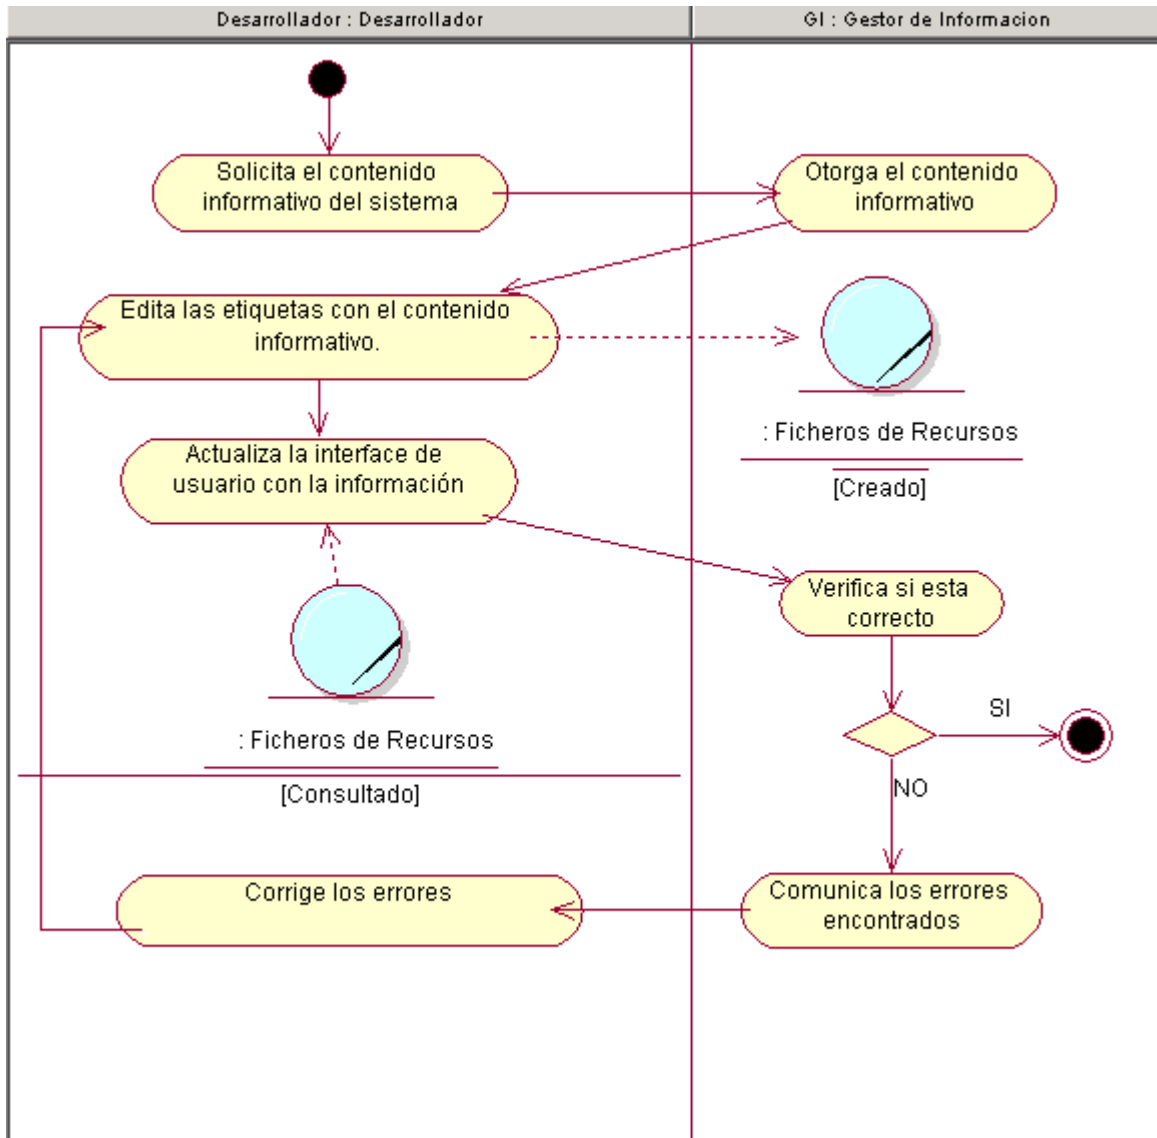 Desarrollador : Desarrollador
GI : Gestor de Informacion
Solicita el contenido
informativo del sistema
Otorga el contenido
informativo
Edita las etiquetas con el contenido
informativo.
: Ficheros de Recursos
[Creado]
Actualiza la interface de
usuario con la información
Verifica si esta
correcto
: Ficheros de Recursos
[Consultado]
SI
NO
Comunica los errores
encontrados
Corrige los errores